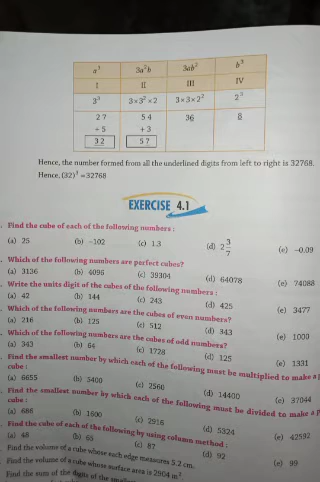 a³ 3a²b 3ab² b³
I II III IV
3³ 3×3²×2 3×3×2² 2³
27 54 36 8
+5 +3
32 57
Hence, the number formed from all the underlined digits from left to right is 32768.
Hence, (32)³ = 32768
EXERCISE 4.1
. Find the cube of each of the following numbers :
(a) 25 (b) −102 (c) 1.3 (d) 2 3/7 (e) −0.09
. Which of the following numbers are perfect cubes?
(a) 3136 (b) 4096 (c) 39304 (d) 64078 (e) 74088
. Write the units digit of the cubes of the following numbers :
(a) 42 (b) 144 (c) 243 (d) 425 (e) 3477
. Which of the following numbers are the cubes of even numbers?
(a) 216 (b) 125 (c) 512 (d) 343 (e) 1000
. Which of the following numbers are the cubes of odd numbers?
(a) 343 (b) 64 (c) 1728 (d) 125 (e) 1331
. Find the smallest number by which each of the following must be multiplied to make a p
cube :
(a) 6655 (b) 5400 (c) 2560 (d) 14400 (e) 37044
. Find the smallest number by which each of the following must be divided to make a p
cube :
(a) 686 (b) 1600 (c) 2916 (d) 5324 (e) 42592
. Find the cube of each of the following by using column method :
(a) 48 (b) 65 (c) 87 (d) 92 (e) 99
Find the volume of a cube whose each edge measures 5.2 cm.
Find the volume of a cube whose surface area is 2904 m²
Find the sum of the digits of the